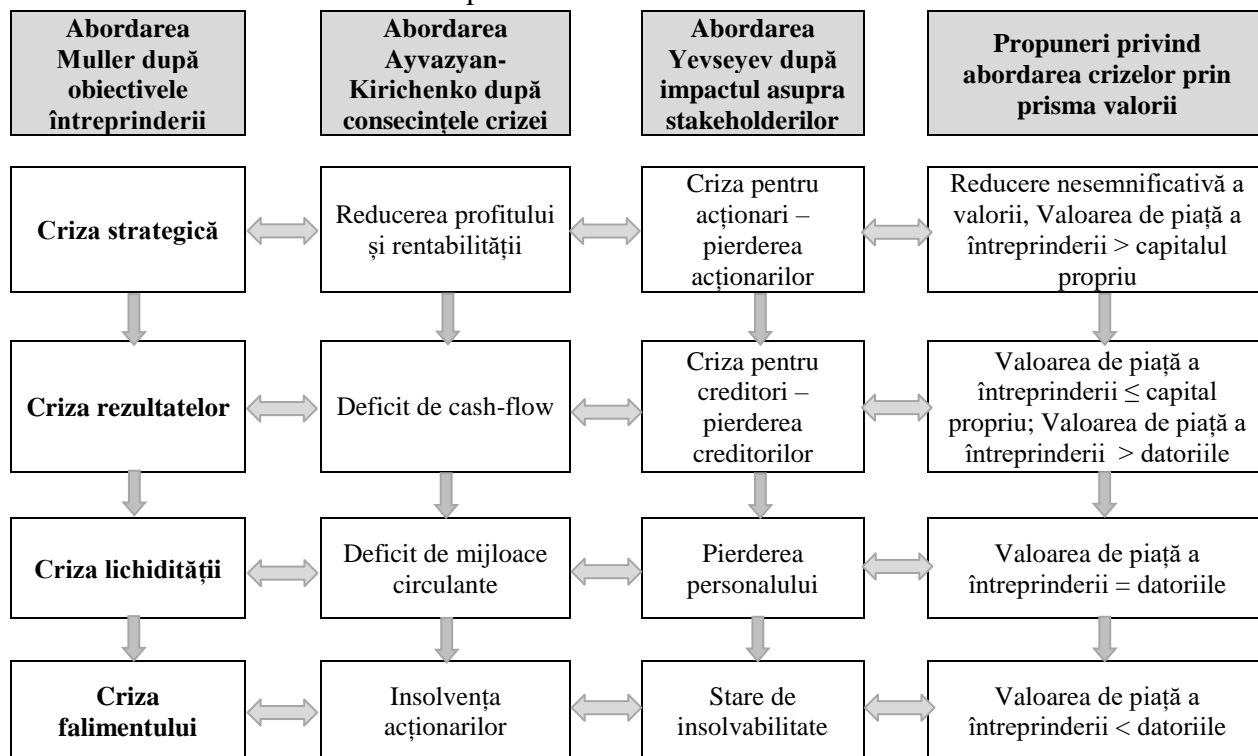 Abordarea
Muller după
obiectivele
întreprinderii
Abordarea
Ayvazyan-
Kirichenko după
consecințele crizei
Abordarea
Yevseyev după
impactul asupra
stakeholderilor
Propuneri privind
abordarea crizelor prin
prisma valorii
Criza strategică
Reducerea profitului
și rentabilității
Criza pentru
acționari –
pierderea
acționarilor
Reducere nesemnificativă a
valorii, Valoarea de piață a
întreprinderii > capitalul
propriu
Criza rezultatelor
Deficit de cash-flow
Criza pentru
creditori –
pierderea
creditorilor
Valoarea de piață a
întreprinderii ≤ capital
propriu; Valoarea de piață a
întreprinderii > datoriile
Criza lichidității
Deficit de mijloace
circulante
Pierderea
personalului
Valoarea de piață a
întreprinderii = datoriile
Criza
falimentului
Insolvența
acționarilor
Stare de
insolvabilitate
Valoarea de piață a
întreprinderii < datoriile